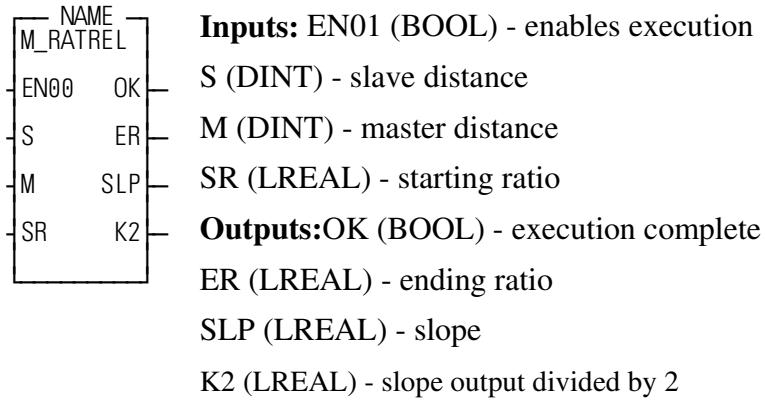 NAME
M_RATREL
EN00 OK
S ER
M SLP
SR K2
Inputs: EN01 (BOOL) - enables execution
S (DINT) - slave distance
M (DINT) - master distance
SR (LREAL) - starting ratio
Outputs:OK (BOOL) - execution complete
ER (LREAL) - ending ratio
SLP (LREAL) - slope
K2 (LREAL) - slope output divided by 2